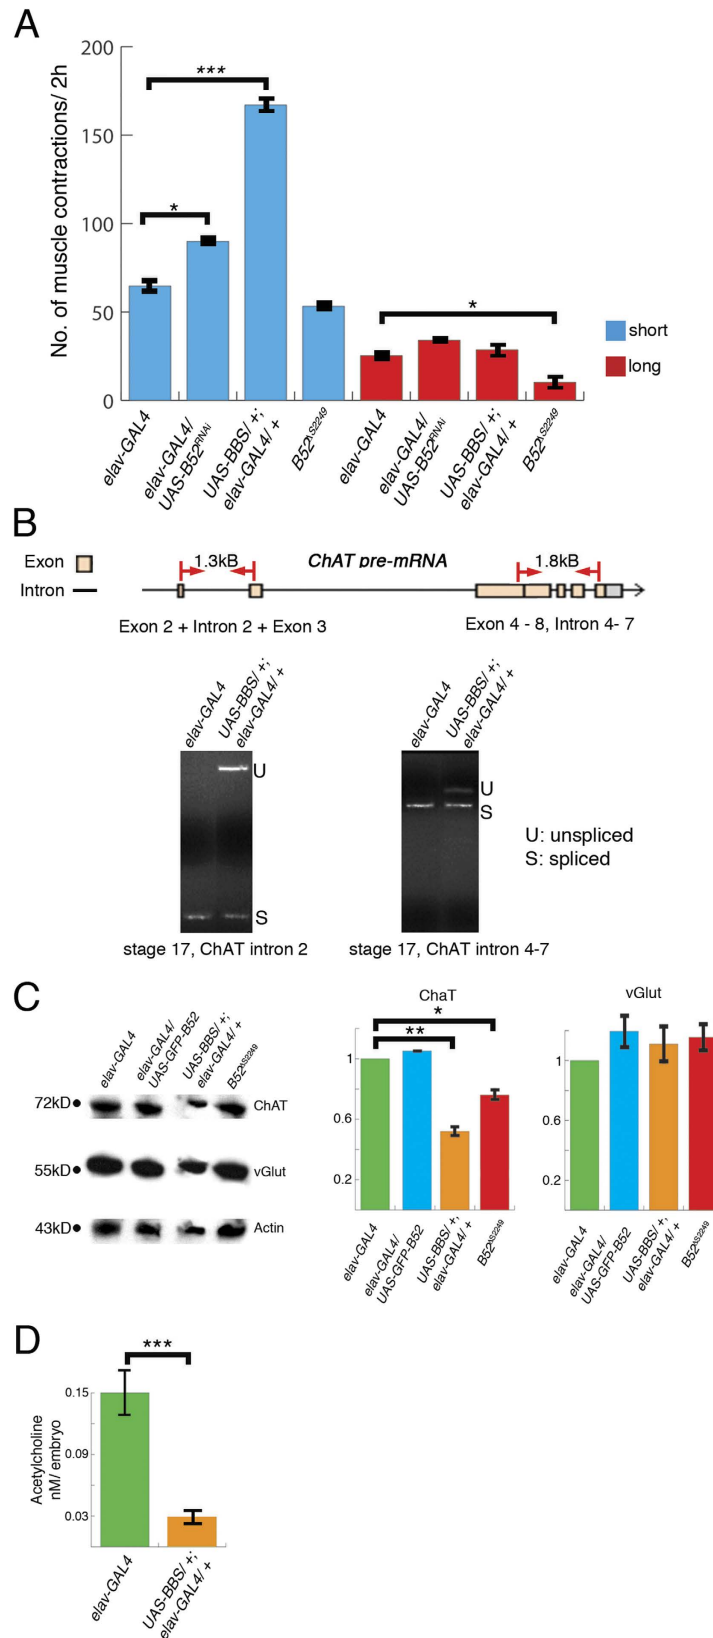 A
No. of muscle contractions/ 2h
200
150
100
50
0
***
*
*
short
long
elav-GAL4
elav-GAL4/
UAS-B52RNAi
UAS-BBS/+;
elav-GAL4/+
B52ΔS2249
elav-GAL4
elav-GAL4/
UAS-B52RNAi
UAS-BBS/+;
elav-GAL4/+
B52ΔS2249
B
Exon
Intron
1.3kB
ChAT pre-mRNA
1.8kB
Exon 2 + Intron 2 + Exon 3
Exon 4 - 8, Intron 4- 7
elav-GAL4
UAS-BBS/+;
elav-GAL4/+
elav-GAL4
UAS-BBS/+;
elav-GAL4/+
U
S
U
S
U: unspliced
S: spliced
stage 17, ChAT intron 2
stage 17, ChAT intron 4-7
C
elav-GAL4
elav-GAL4/
UAS-GFP-B52
UAS-BBS/+;
elav-GAL4/+
B52ΔS2249
72kD
ChAT
55kD
vGlut
43kD
Actin
ChaT
*
**
1
0.6
0.2
elav-GAL4
elav-GAL4/
UAS-GFP-B52
UAS-BBS/+;
elav-GAL4/+
B52ΔS2249
vGlut
1
0.6
0.2
elav-GAL4
elav-GAL4/
UAS-GFP-B52
UAS-BBS/+;
elav-GAL4/+
B52ΔS2249
D
***
Acetylcholine
nM/ embryo
0.15
0.09
0.03
elav-GAL4
UAS-BBS/+;
elav-GAL4/+